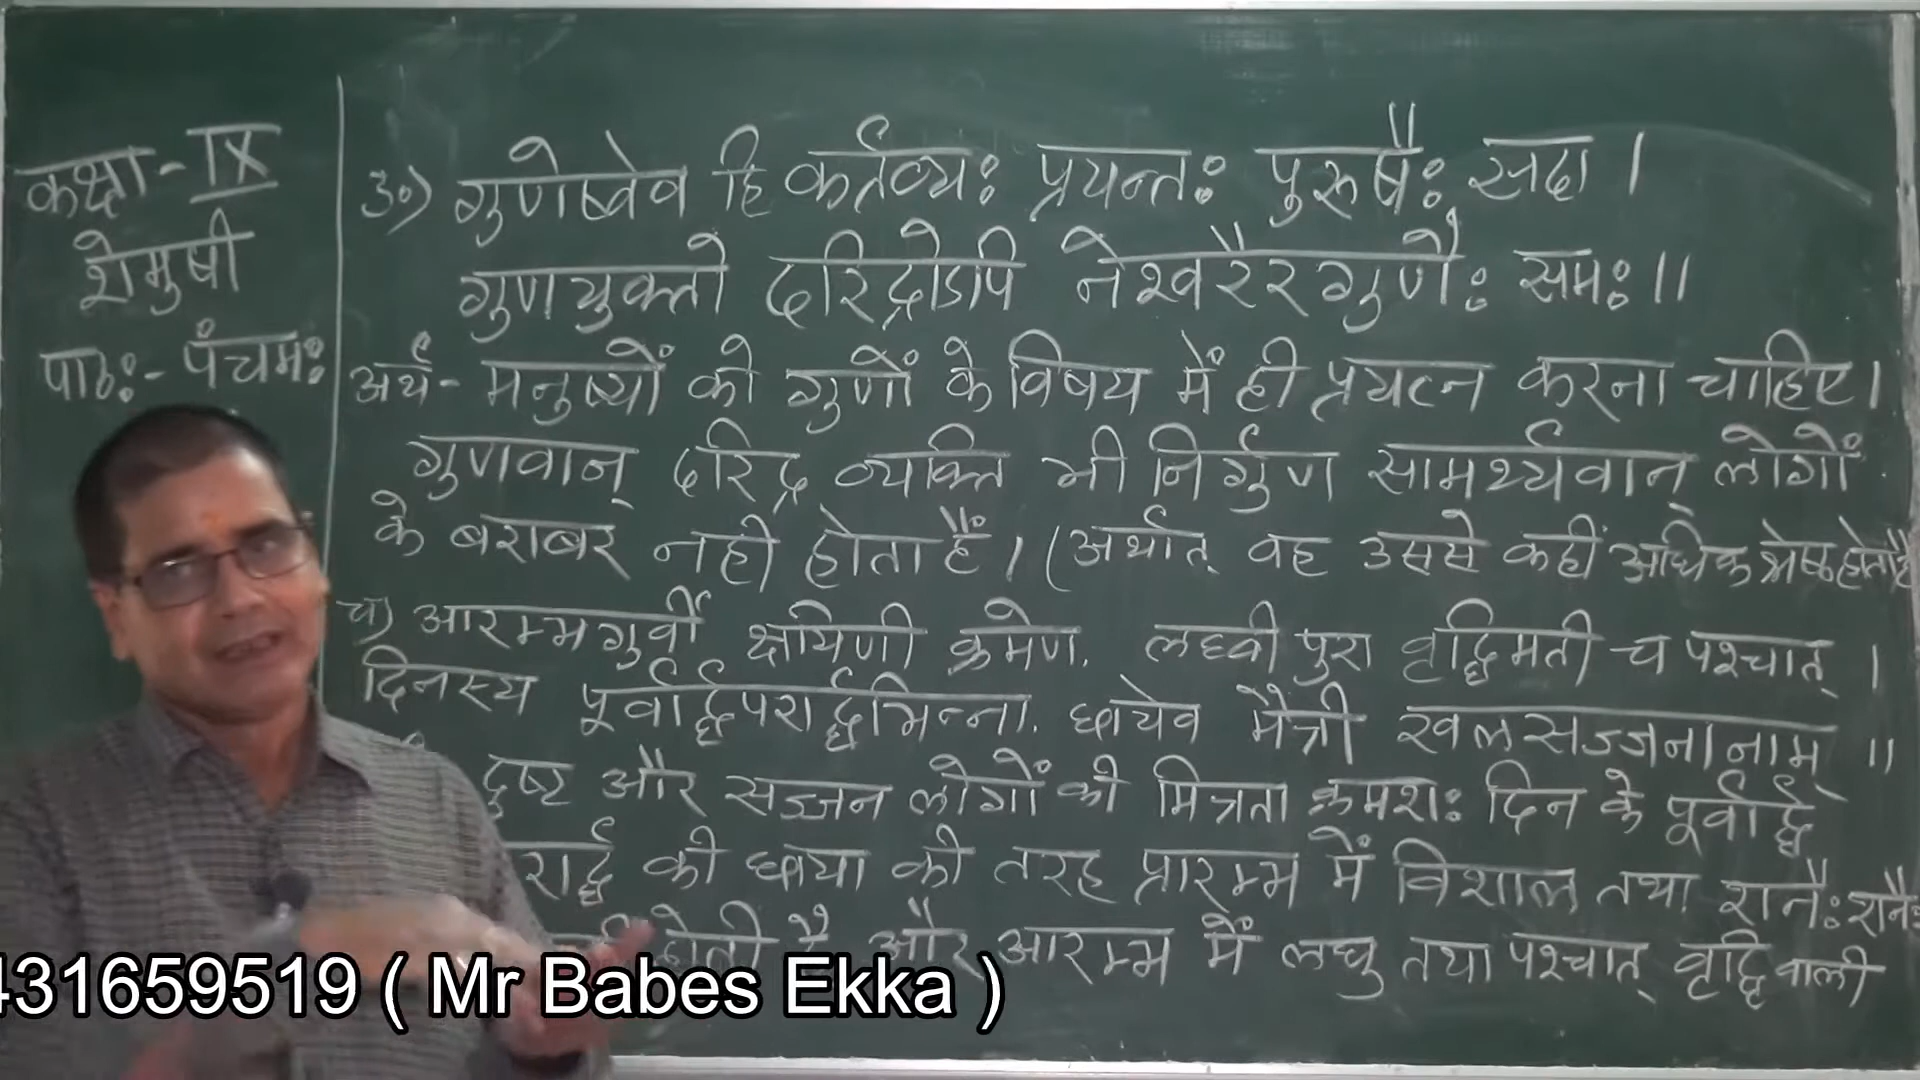 कक्षा - IX
शेमुषी
पाठः - पंचमः
ङ) गुणेष्वेव हि कर्तव्यः प्रयन्तः पुरुषैः सदा ।
गुणयुक्तो दरिद्रोऽपि नेश्वरैरगुणैः समः ॥
अर्थ - मनुष्यों को गुणों के विषय में ही प्रयत्न करना चाहिए ।
गुणवान् दरिद्र व्यक्ति भी निर्गुण सामर्थ्यवान् लोगों
के बराबर नही होता है । (अर्थात् वह उससे कहीं अधिक श्रेष्ठ होता है
च) आरम्भगुर्वी क्षयिणी क्रमेण. लघ्वी पुरा वृद्धिमती च पश्चात् ।
दिनस्य पूर्वार्द्धपरार्द्धभिन्ना. छायेव मैत्री खलसज्जनानाम् ॥
दुष्ट और सज्जन लोगों की मित्रता क्रमशः दिन के पूर्वार्द्ध
रार्द्ध की छाया की तरह प्रारम्भ में विशाल तथा शनैः शनैः
होती है और आरम्भ में लघु तथा पश्चात् वृद्धि वाली
431659519 ( Mr Babes Ekka )